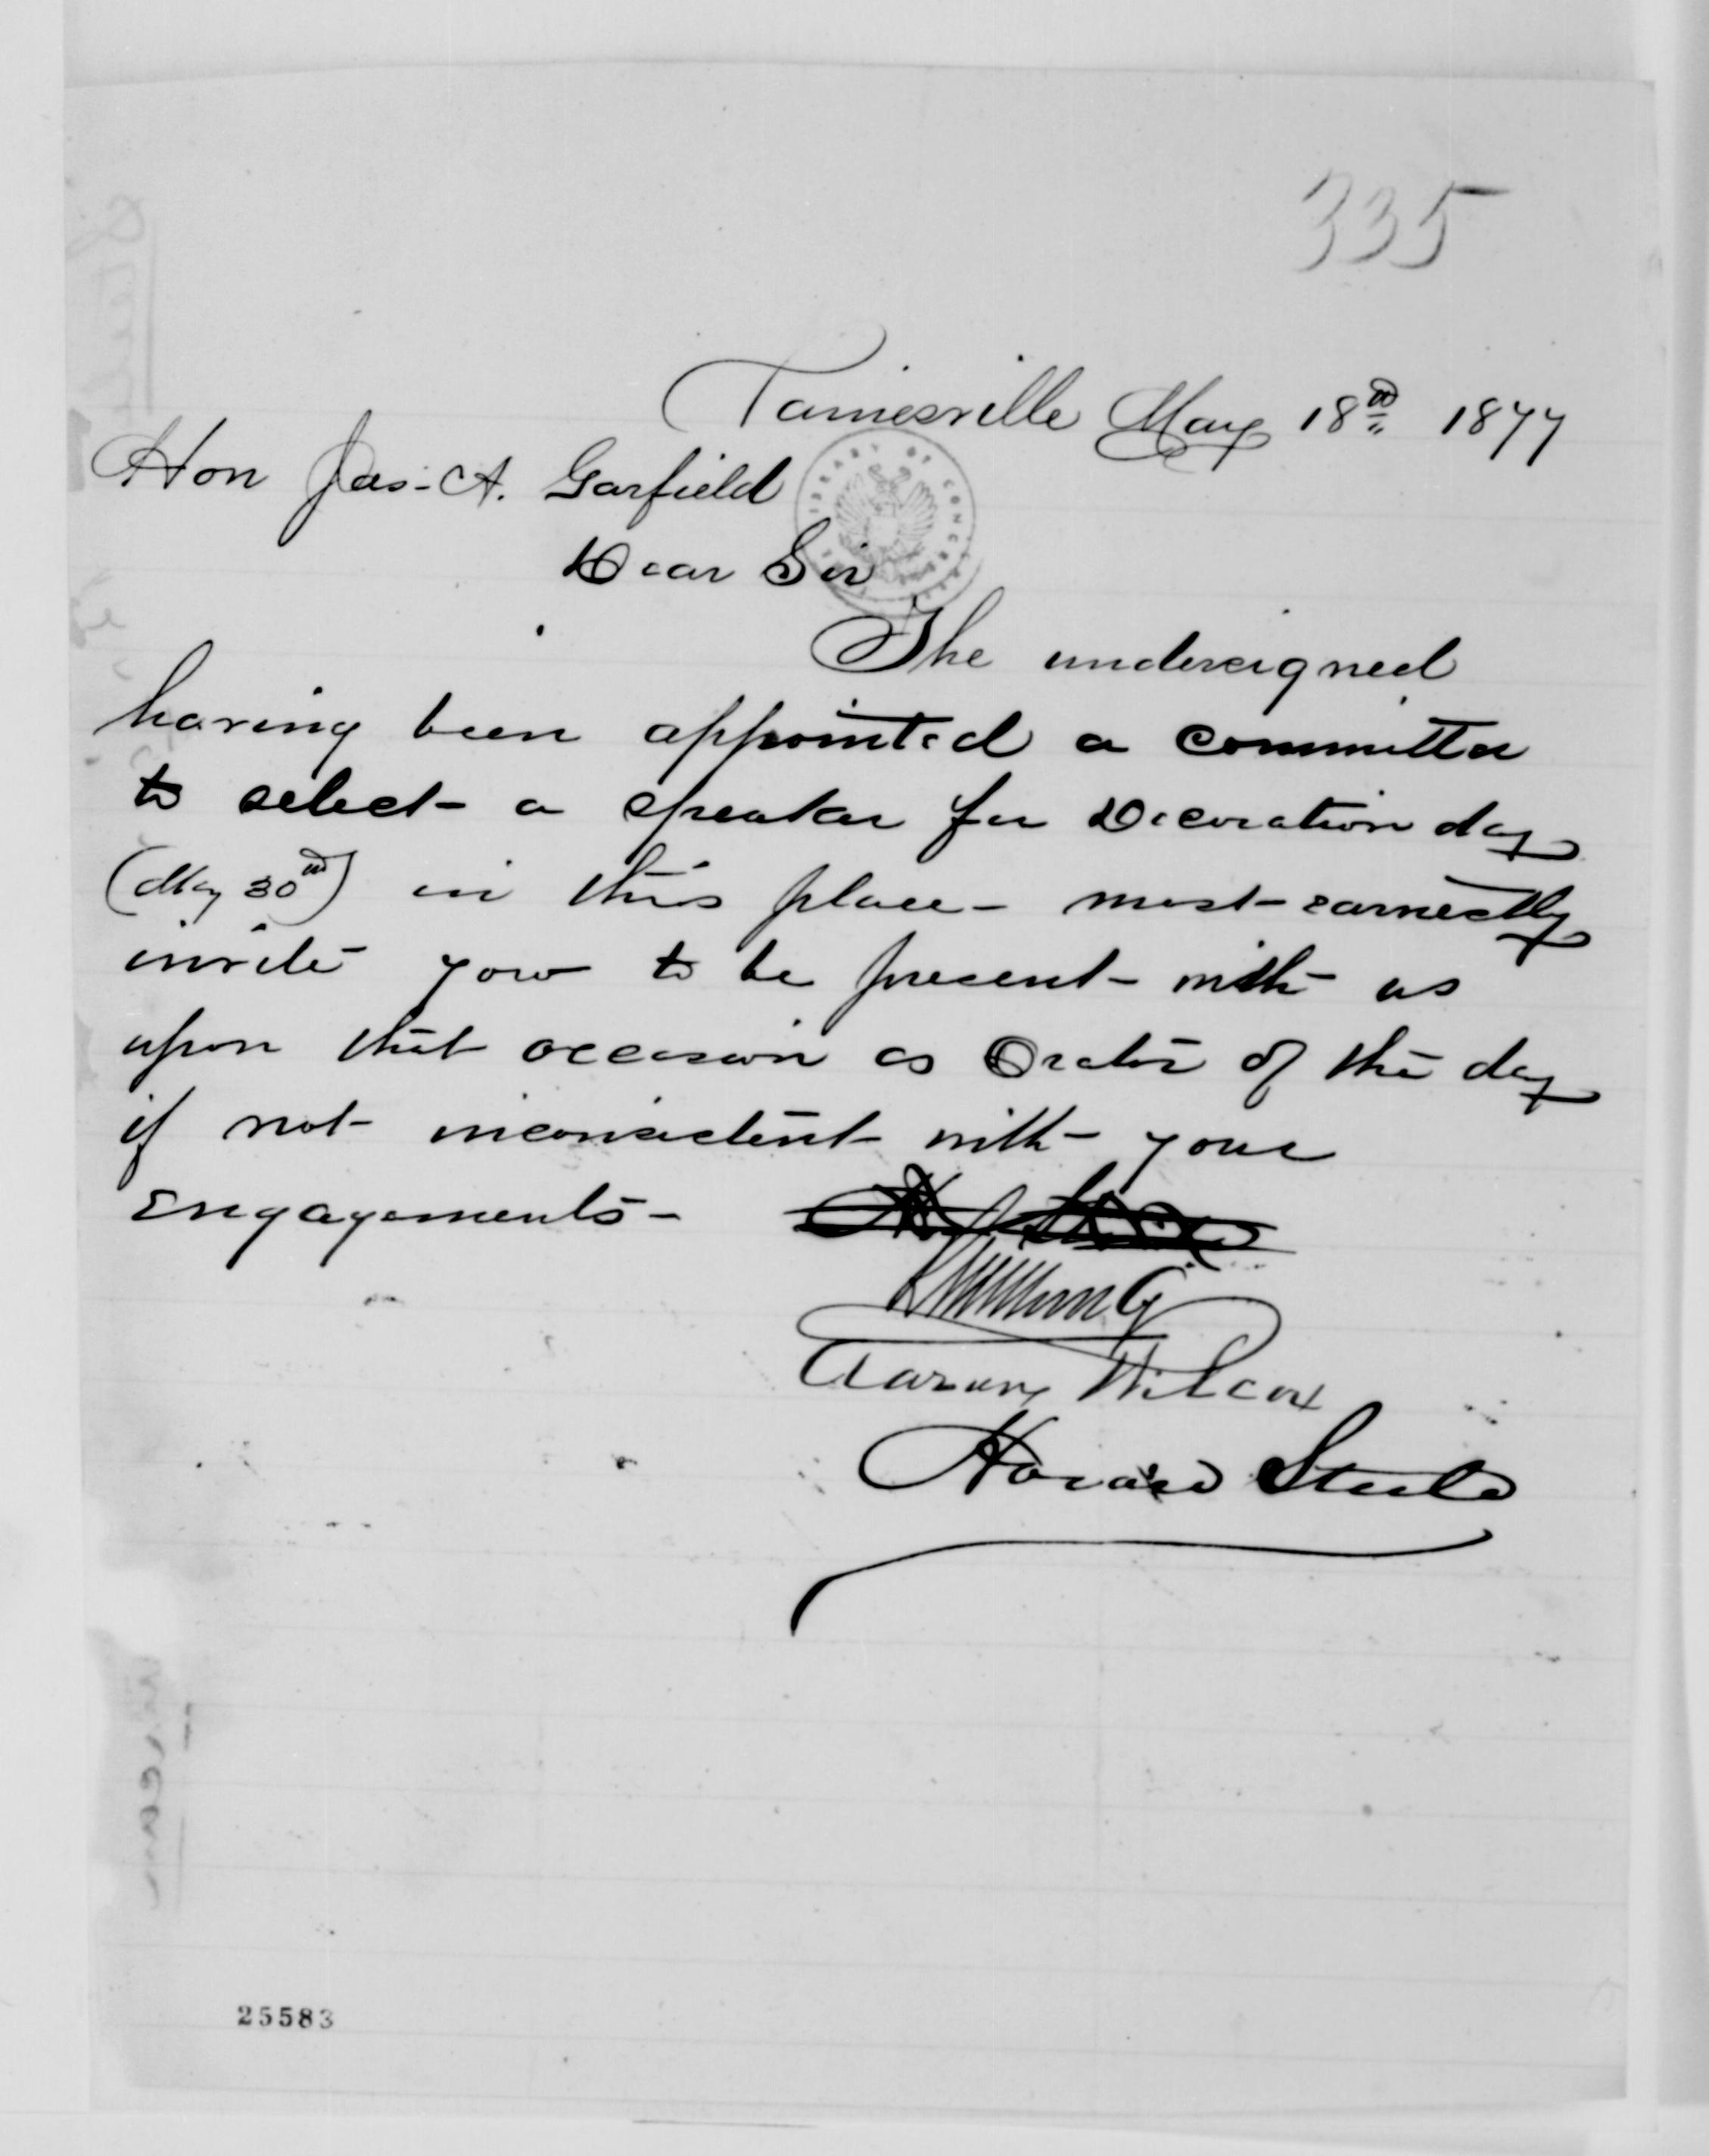 335
Painesville May 18th 1877
Hon Jas. A. Garfield
Dear Sir
The undersigned
having been appointed a committee
to select a speaker for Decoration day
(May 30th) in this place - most earnestly
invite you to be present with us
upon that occasion as Orator of the day
if not inconsistent with your
engagements -
Aaron Wilcox
Horace Steele
25583